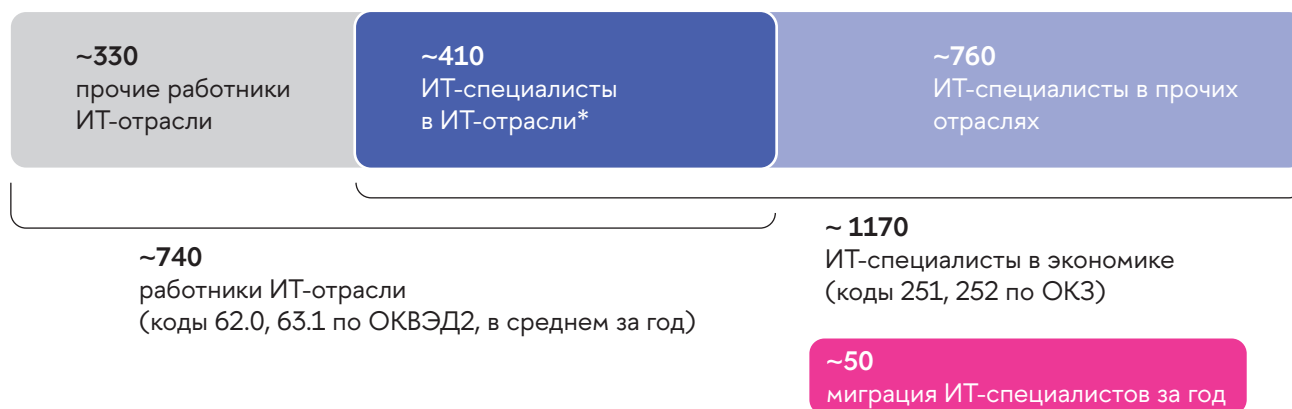 ~330
прочие работники
ИТ-отрасли
~410
ИТ-специалисты
в ИТ-отрасли*
~760
ИТ-специалисты в прочих
отраслях
~740
работники ИТ-отрасли
(коды 62.0, 63.1 по ОКВЭД2, в среднем за год)
~ 1170
ИТ-специалисты в экономике
(коды 251, 252 по ОКЗ)
~50
миграция ИТ-специалистов за год